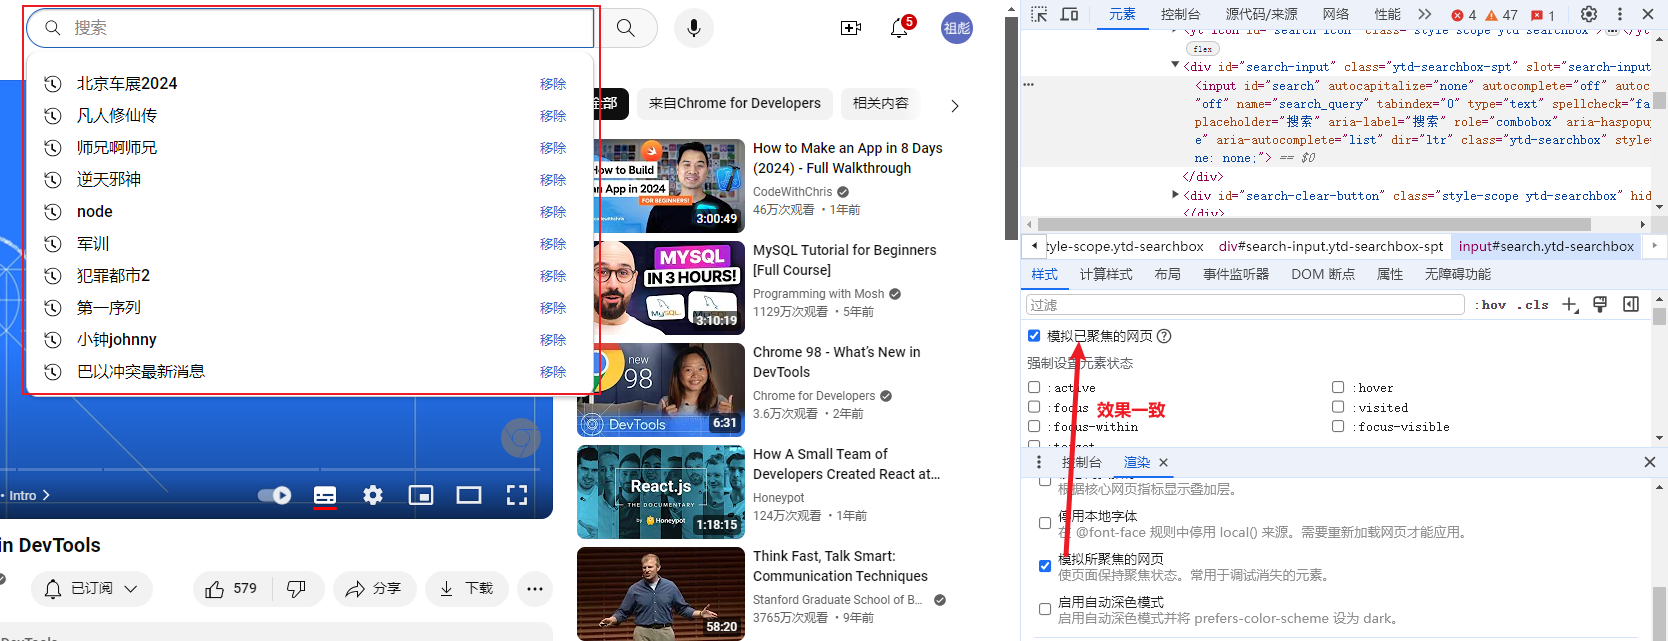 搜索
5
祖彪
北京车展2024 移除
凡人修仙传 移除
师兄啊师兄 移除
逆天邪神 移除
node 移除
军训 移除
犯罪都市2 移除
第一序列 移除
小钟johnny 移除
巴以冲突最新消息 移除
• Intro
in DevTools
已订阅
579
分享
下载
全部 来自Chrome for Developers 相关内容
How to Build
an App in 2024
FOR BEGINNERS!
3:00:49
How to Make an App in 8 Days
(2024) - Full Walkthrough
CodeWithChris
46万次观看 • 1年前
MYSQL
IN 3 HOURS!
MySQL
3:10:19
MySQL Tutorial for Beginners
[Full Course]
Programming with Mosh
1129万次观看 • 5年前
new
98
DevTools
6:31
Chrome 98 - What's New in
DevTools
Chrome for Developers
3.6万次观看 • 2年前
React.js
THE DOCUMENTARY
by Honeypot
1:18:15
How A Small Team of
Developers Created React at...
Honeypot
124万次观看 • 1年前
58:20
Think Fast, Talk Smart:
Communication Techniques
Stanford Graduate School of B...
3765万次观看 • 9年前
元素 控制台 源代码/来源 网络 性能 4 47 1
flex
<div id="search-input" class="ytd-searchbox-spt" slot="search-input
<input id="search" autocapitalize="none" autocomplete="off" autoc
"off" name="search_query" tabindex="0" type="text" spellcheck="fa
placeholder="搜索" aria-label="搜索" role="combobox" aria-haspopu
e" aria-autocomplete="list" dir="ltr" class="ytd-searchbox" style
ne: none;"> == $0
</div>
<div id="search-clear-button" class="style-scope ytd-searchbox" hid
</div>
tyle-scope.ytd-searchbox div#search-input.ytd-searchbox-spt input#search.ytd-searchbox
样式 计算样式 布局 事件监听器 DOM 断点 属性 无障碍功能
过滤 :hov .cls
模拟已聚焦的网页
强制设置元素状态
:active :hover
:focus :visited
效果一致
:focus-within :focus-visible
:target
控制台 渲染
根据核心网页指标显示叠加层。
停用本地字体
在 @font-face 规则中停用 local() 来源。需要重新加载网页才能应用。
模拟所聚焦的网页
使页面保持聚焦状态。常用于调试消失的元素。
启用自动深色模式
启用自动深色模式并将 prefers-color-scheme 设为 dark。